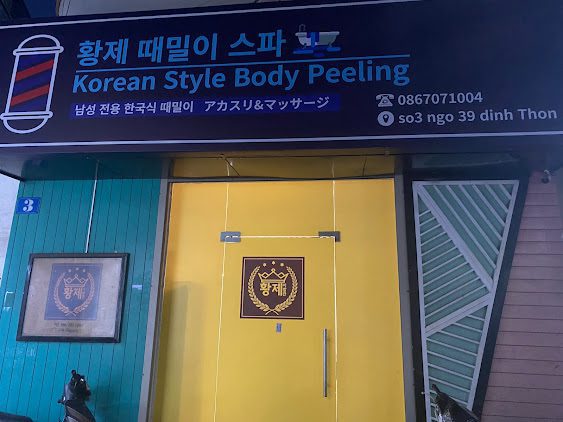 황제 때밀이 스파
Korean Style Body Peeling
남성 전용 한국식 때밀이 アカスリ&マッサージ
0867071004
so3 ngo 39 dinh Thon
3
황제
황제